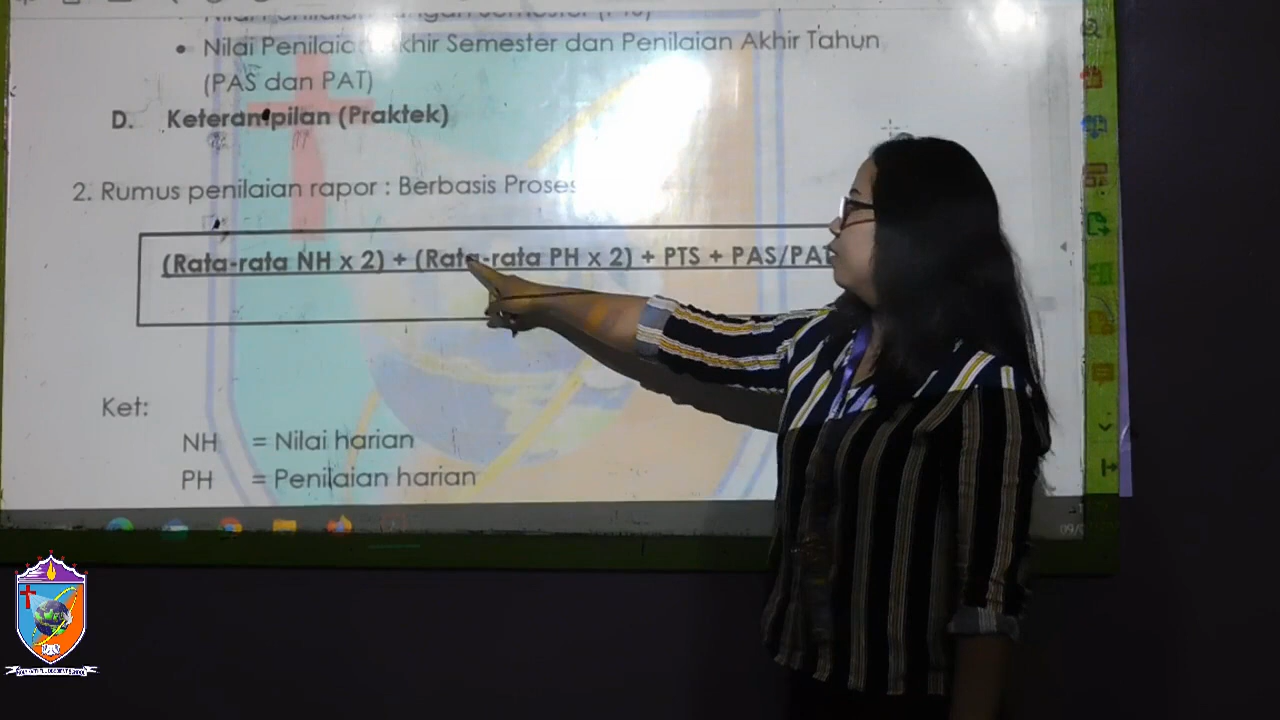 • Nilai Penilaian Akhir Semester dan Penilaian Akhir Tahun
(PAS dan PAT)
D. Keterampilan (Praktek)
2. Rumus penilaian rapor : Berbasis Proses
(Rata-rata NH x 2) + (Rata-rata PH x 2) + PTS + PAS/PAT
Ket:
NH = Nilai harian
PH = Penilaian harian